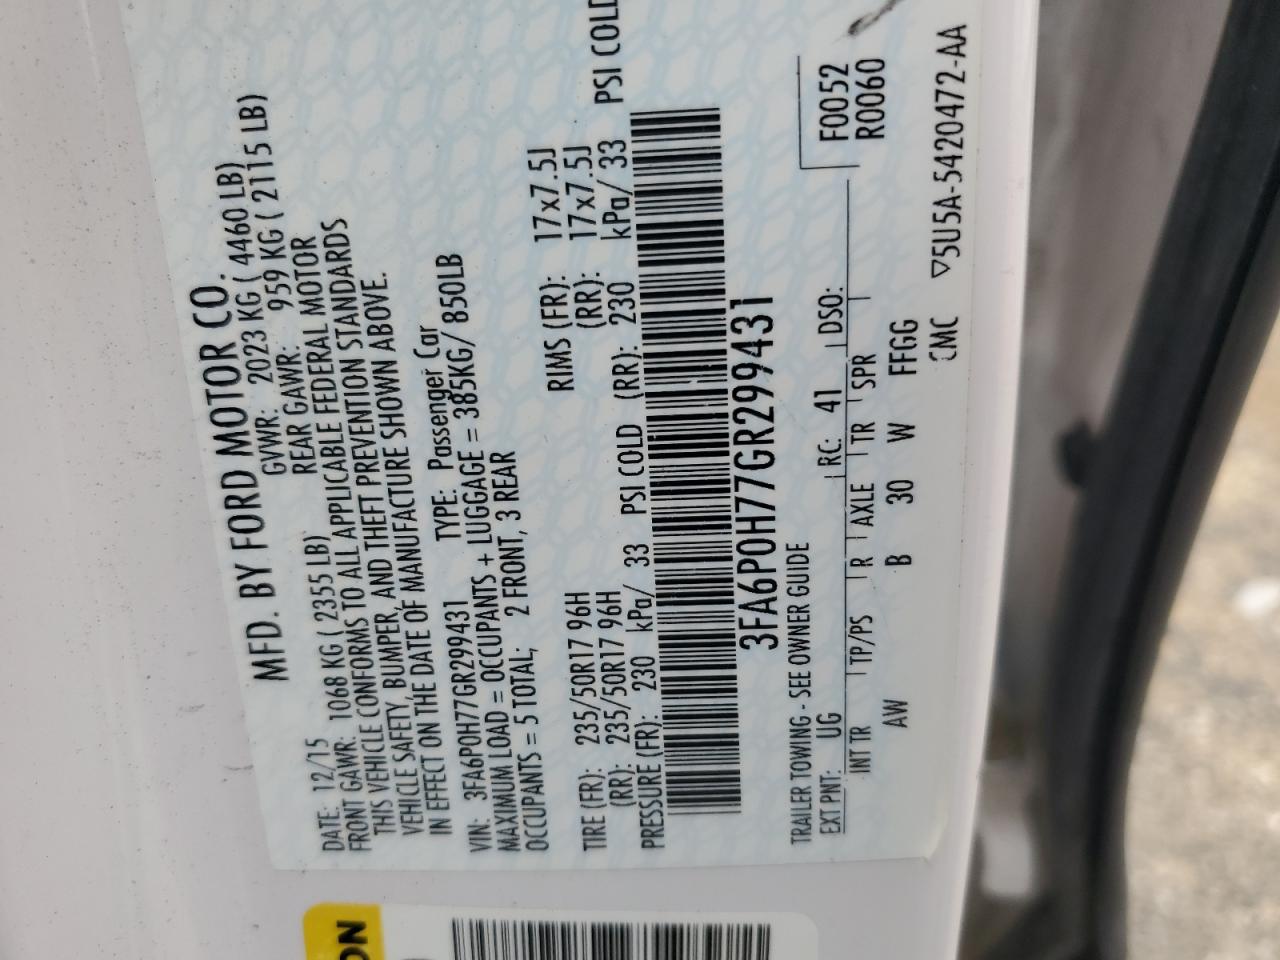 MFD. BY FORD MOTOR CO.
DATE: 12/15 GVWR: 2023 KG ( 4460 LB)
FRONT GAWR: 1068 KG ( 2355 LB) REAR GAWR: 959 KG ( 2115 LB)
THIS VEHICLE CONFORMS TO ALL APPLICABLE FEDERAL MOTOR
VEHICLE SAFETY, BUMPER, AND THEFT PREVENTION STANDARDS
IN EFFECT ON THE DATE OF MANUFACTURE SHOWN ABOVE.
VIN: 3FA6P0H77GR299431 TYPE: Passenger Car
MAXIMUM LOAD = OCCUPANTS + LUGGAGE = 385KG/ 850LB
OCCUPANTS = 5 TOTAL; 2 FRONT, 3 REAR
TIRE (FR): 235/50R17 96H RIMS (FR): 17x7.5J
(RR): 235/50R17 96H (RR): 17x7.5J
PRESSURE (FR): 230 kPa/ 33 PSI COLD (RR): 230 kPa/ 33 PSI COLD
3FA6P0H77GR299431
TRAILER TOWING - SEE OWNER GUIDE
F0052
R0060
EXT PNT: UG RC: 41 DSO:
INT TR TP/PS R AXLE TR SPR
AW B 30 W FFGG
CMC ▽5U5A-5420472-AA
ON